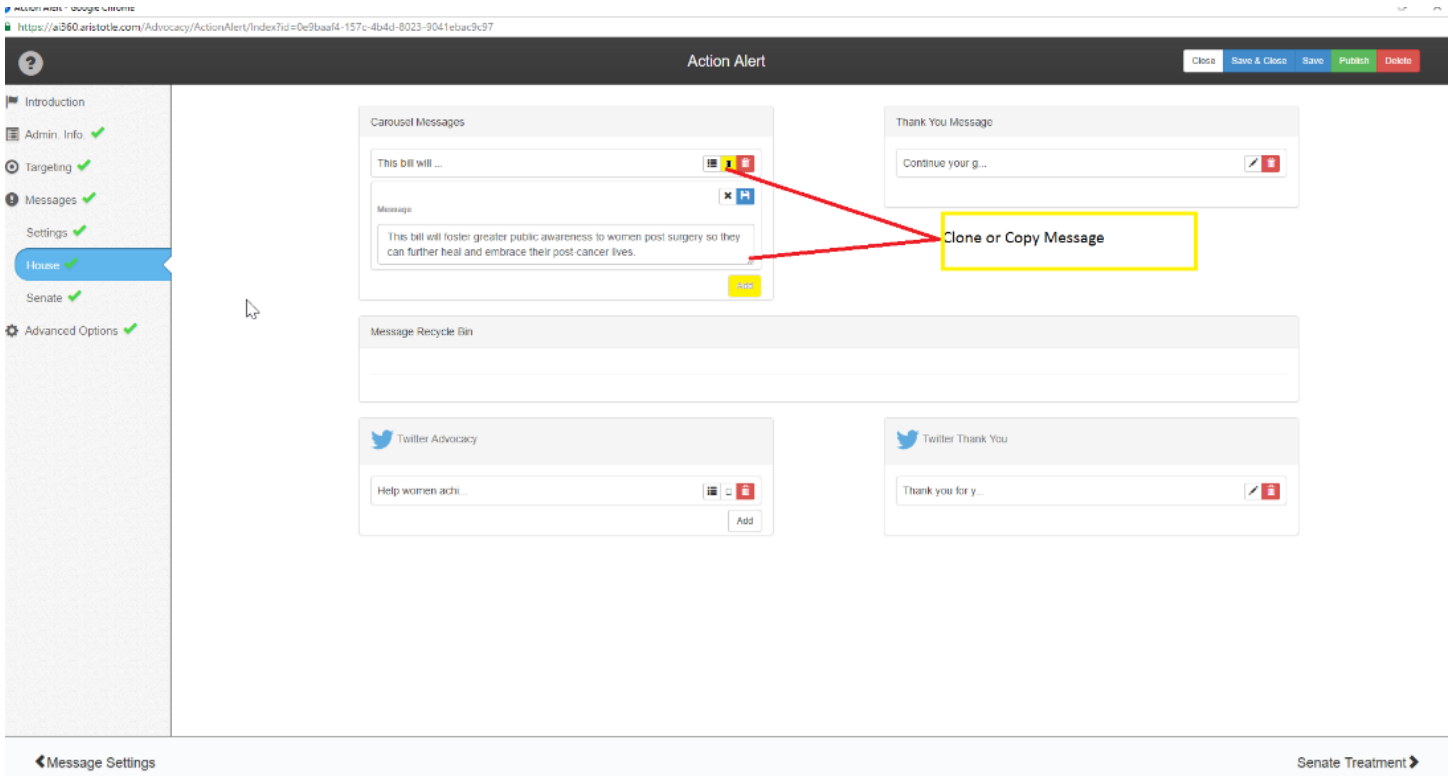 Action Alert - Google Chrome
https://ai360.aristotle.com/Advocacy/ActionAlert/Index?id=0e9baaf4-157c-4b4d-8023-9041ebac9c97
?
Action Alert
Close Save & Close Save Publish Delete
Introduction
Admin. Info.
Targeting
Messages
Settings
House
Senate
Advanced Options
Carousel Messages
This bill will ...
Message
This bill will foster greater public awareness to women post surgery so they
can further heal and embrace their post-cancer lives.
Add
Thank You Message
Continue your g...
Clone or Copy Message
Message Recycle Bin
Twitter Advocacy
Help women achi...
Add
Twitter Thank You
Thank you for y...
Message Settings
Senate Treatment